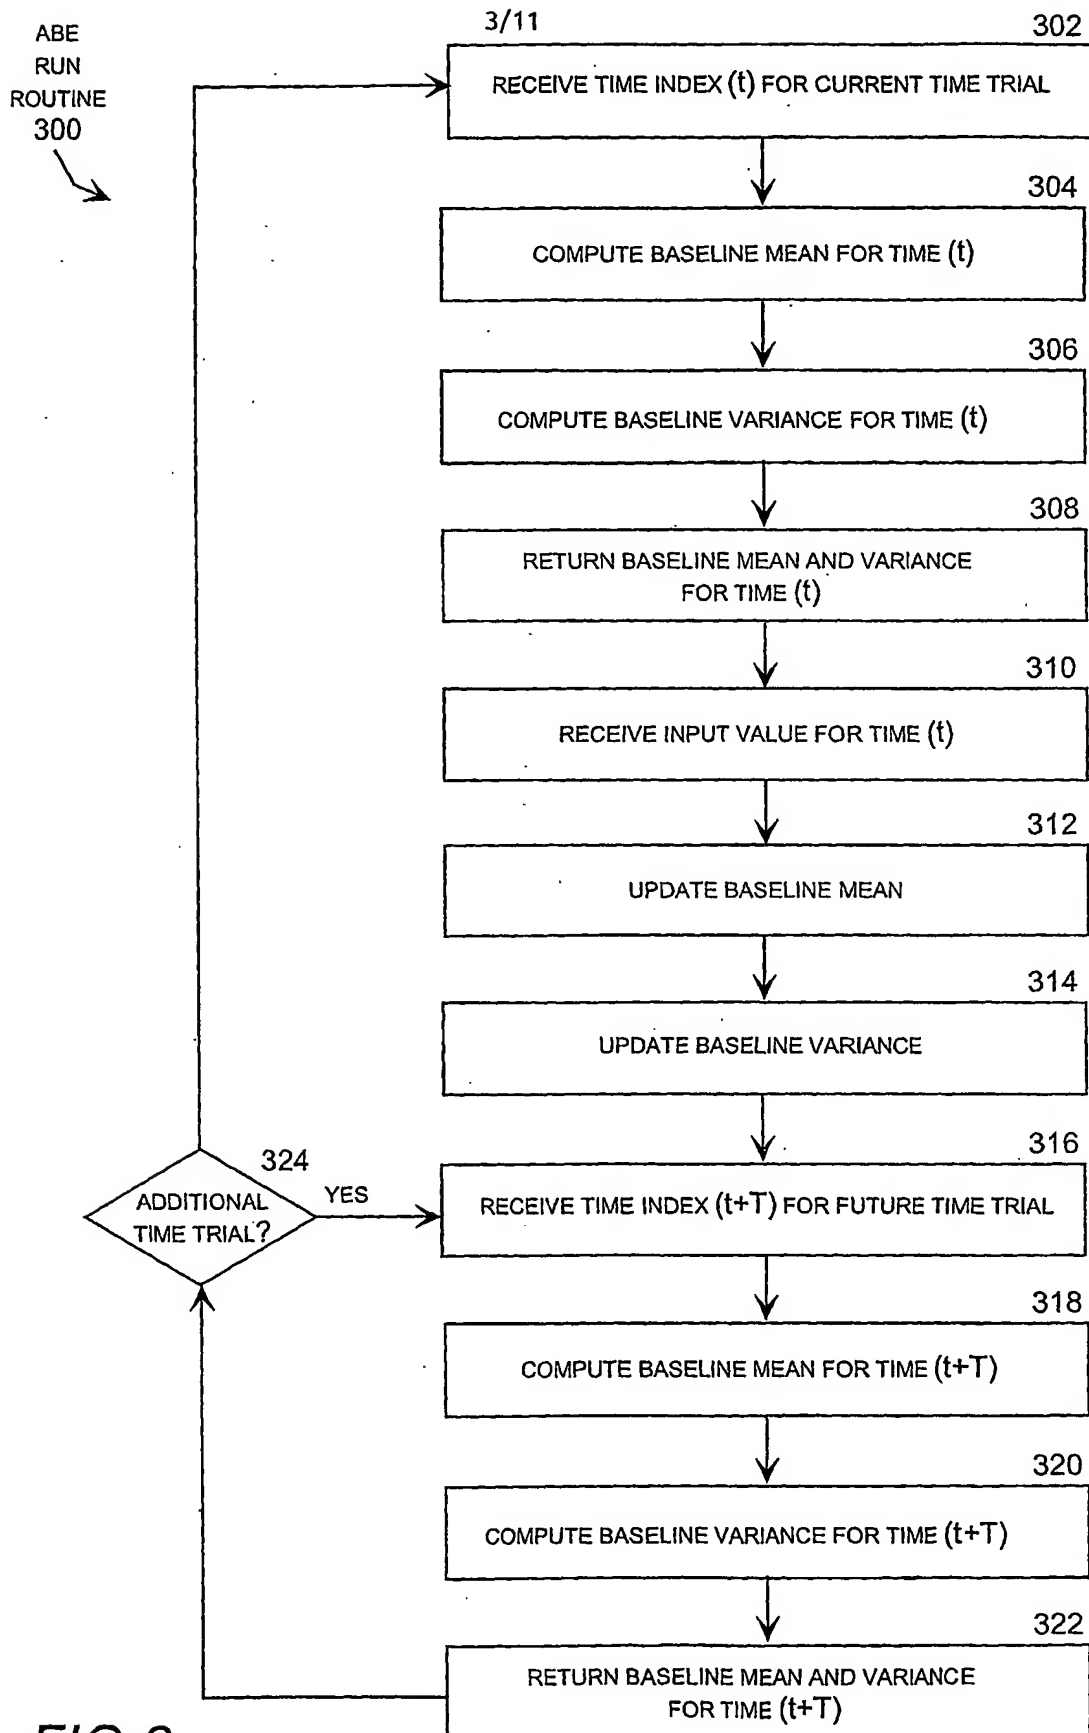 3/11
ABE
RUN
ROUTINE
300
302
RECEIVE TIME INDEX (t) FOR CURRENT TIME TRIAL
304
COMPUTE BASELINE MEAN FOR TIME (t)
306
COMPUTE BASELINE VARIANCE FOR TIME (t)
308
RETURN BASELINE MEAN AND VARIANCE
FOR TIME (t)
310
RECEIVE INPUT VALUE FOR TIME (t)
312
UPDATE BASELINE MEAN
314
UPDATE BASELINE VARIANCE
316
RECEIVE TIME INDEX (t+T) FOR FUTURE TIME TRIAL
324
ADDITIONAL
TIME TRIAL?
YES
318
COMPUTE BASELINE MEAN FOR TIME (t+T)
320
COMPUTE BASELINE VARIANCE FOR TIME (t+T)
322
RETURN BASELINE MEAN AND VARIANCE
FOR TIME (t+T)